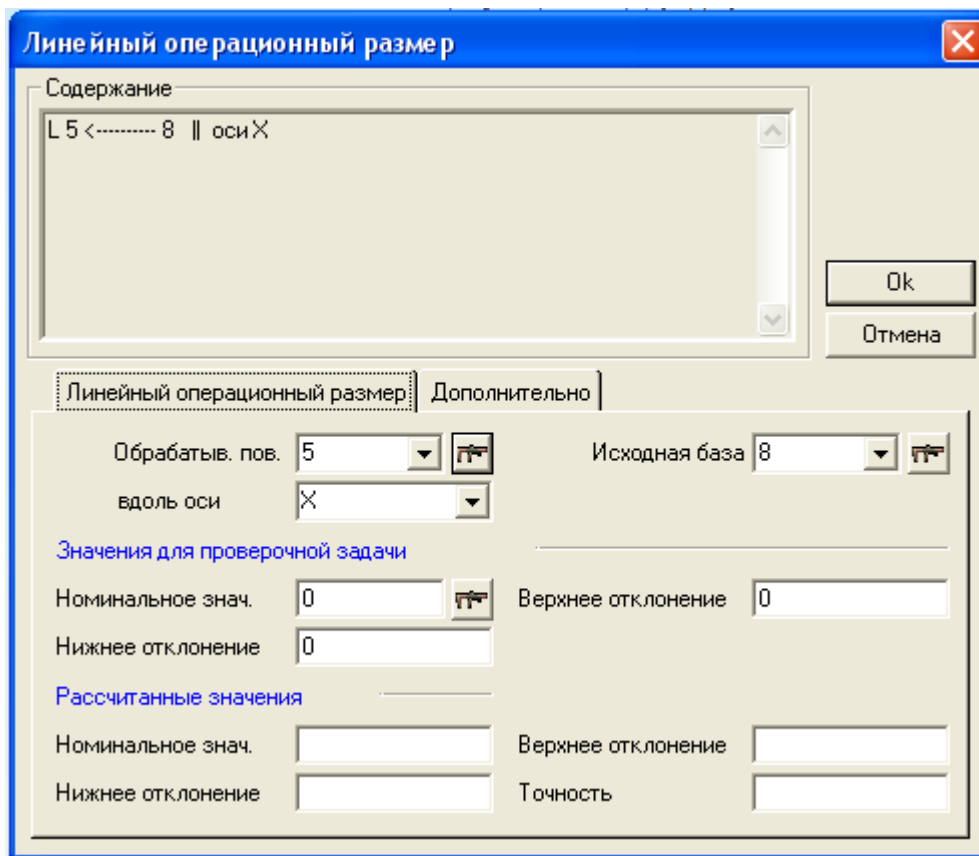 Линейный операционный размер
Содержание
L 5 <---------- 8 || оси X
Ok
Отмена
Линейный операционный размер
Дополнительно
Обрабатыв. пов. 5
Исходная база 8
вдоль оси X
Значения для проверочной задачи
Номинальное знач. 0
Верхнее отклонение 0
Нижнее отклонение 0
Рассчитанные значения
Номинальное знач.
Верхнее отклонение
Нижнее отклонение
Точность